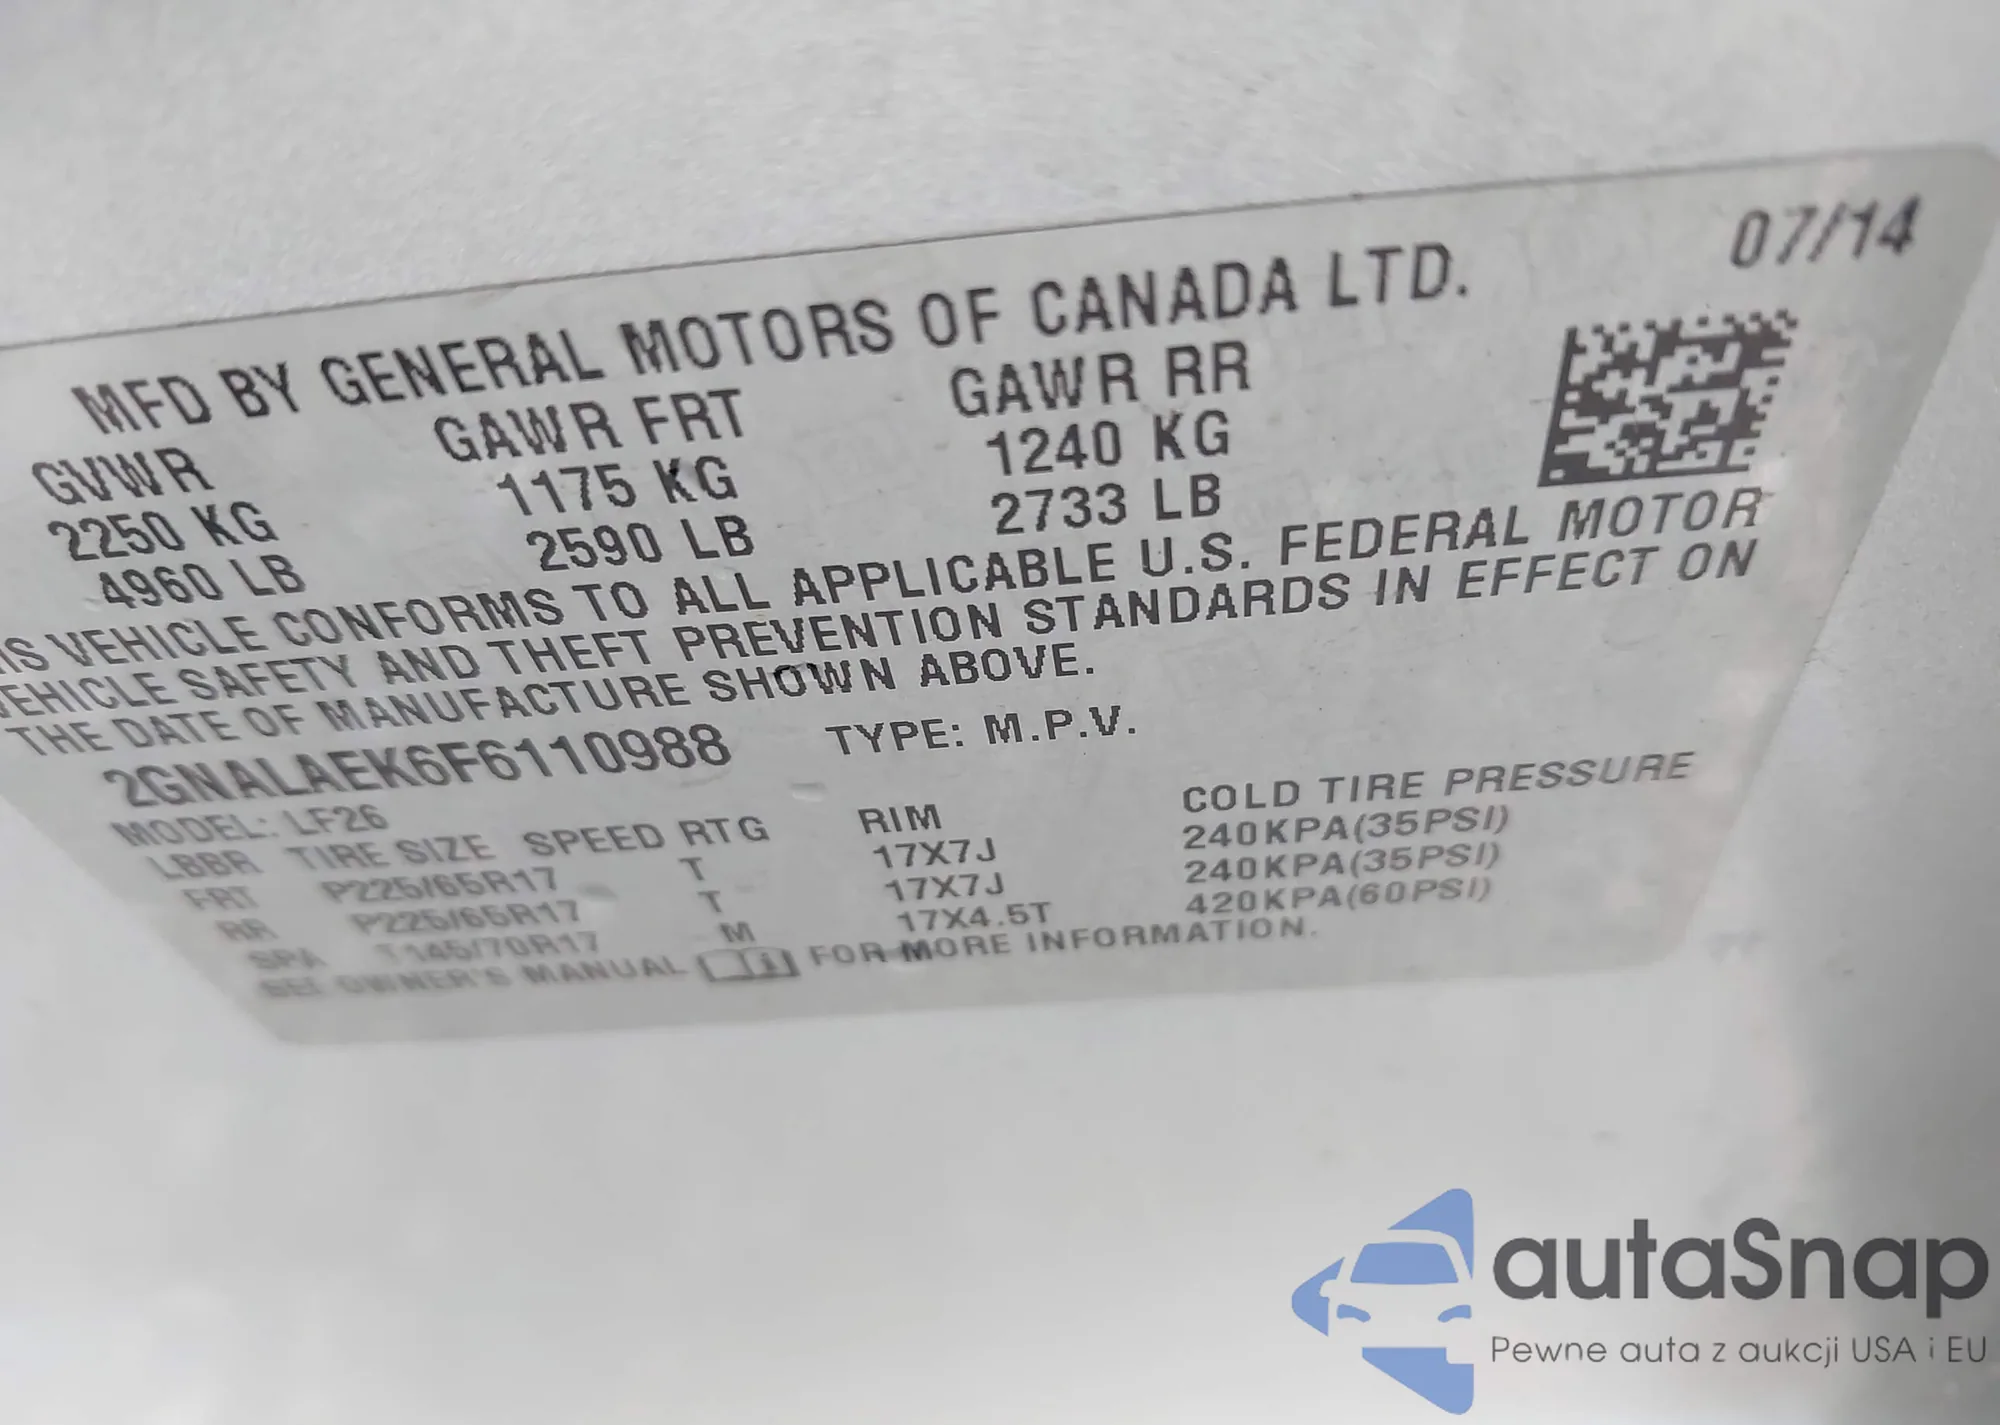 07/14
MFD BY GENERAL MOTORS OF CANADA LTD.
GVWR GAWR FRT GAWR RR
2250 KG 1175 KG 1240 KG
4960 LB 2590 LB 2733 LB
IS VEHICLE CONFORMS TO ALL APPLICABLE U.S. FEDERAL MOTOR
VEHICLE SAFETY AND THEFT PREVENTION STANDARDS IN EFFECT ON
THE DATE OF MANUFACTURE SHOWN ABOVE.
2GNALAEK6F6110988 TYPE: M.P.V.
MODEL: LF26
LBBR TIRE SIZE SPEED RTG RIM COLD TIRE PRESSURE
FRT P225/65R17 T 17X7J 240KPA(35PSI)
RR P225/65R17 T 17X7J 240KPA(35PSI)
SPA T145/70R17 M 17X4.5T 420KPA(60PSI)
SEE OWNER'S MANUAL FOR MORE INFORMATION.
autaSnap
Pewne auta z aukcji USA i EU